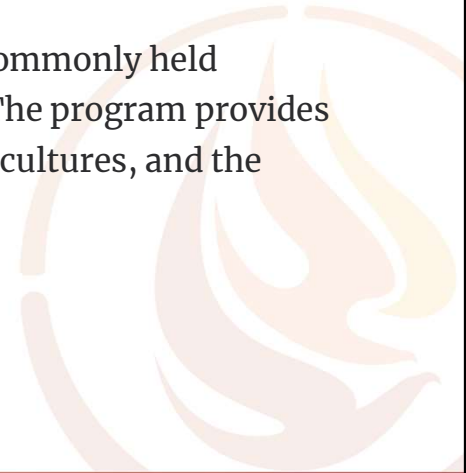 ommonly held
The program provides
cultures, and the